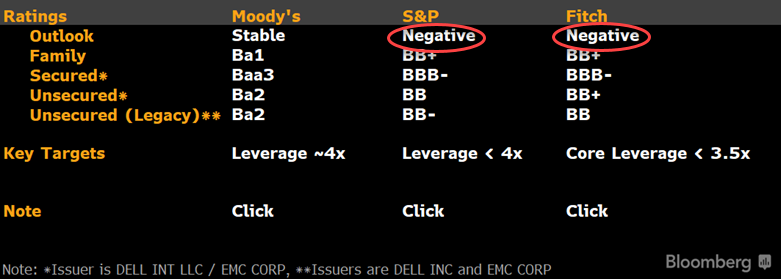 Ratings Moody's S&P Fitch
Outlook Stable Negative Negative
Family Ba1 BB+ BB+
Secured* Baa3 BBB- BBB-
Unsecured* Ba2 BB BB+
Unsecured (Legacy)** Ba2 BB- BB
Key Targets Leverage ~4x Leverage < 4x Core Leverage < 3.5x
Note Click Click Click
Note: *Issuer is DELL INT LLC / EMC CORP, **Issuers are DELL INC and EMC CORP
Bloomberg